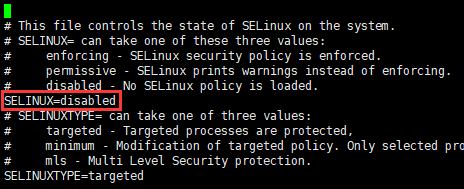 # This file controls the state of SELinux on the system.
# SELINUX= can take one of these three values:
#     enforcing - SELinux security policy is enforced.
#     permissive - SELinux prints warnings instead of enforcing.
#     disabled - No SELinux policy is loaded.
SELINUX=disabled
# SELINUXTYPE= can take one of three values:
#     targeted - Targeted processes are protected,
#     minimum - Modification of targeted policy. Only selected pro
#     mls - Multi Level Security protection.
SELINUXTYPE=targeted